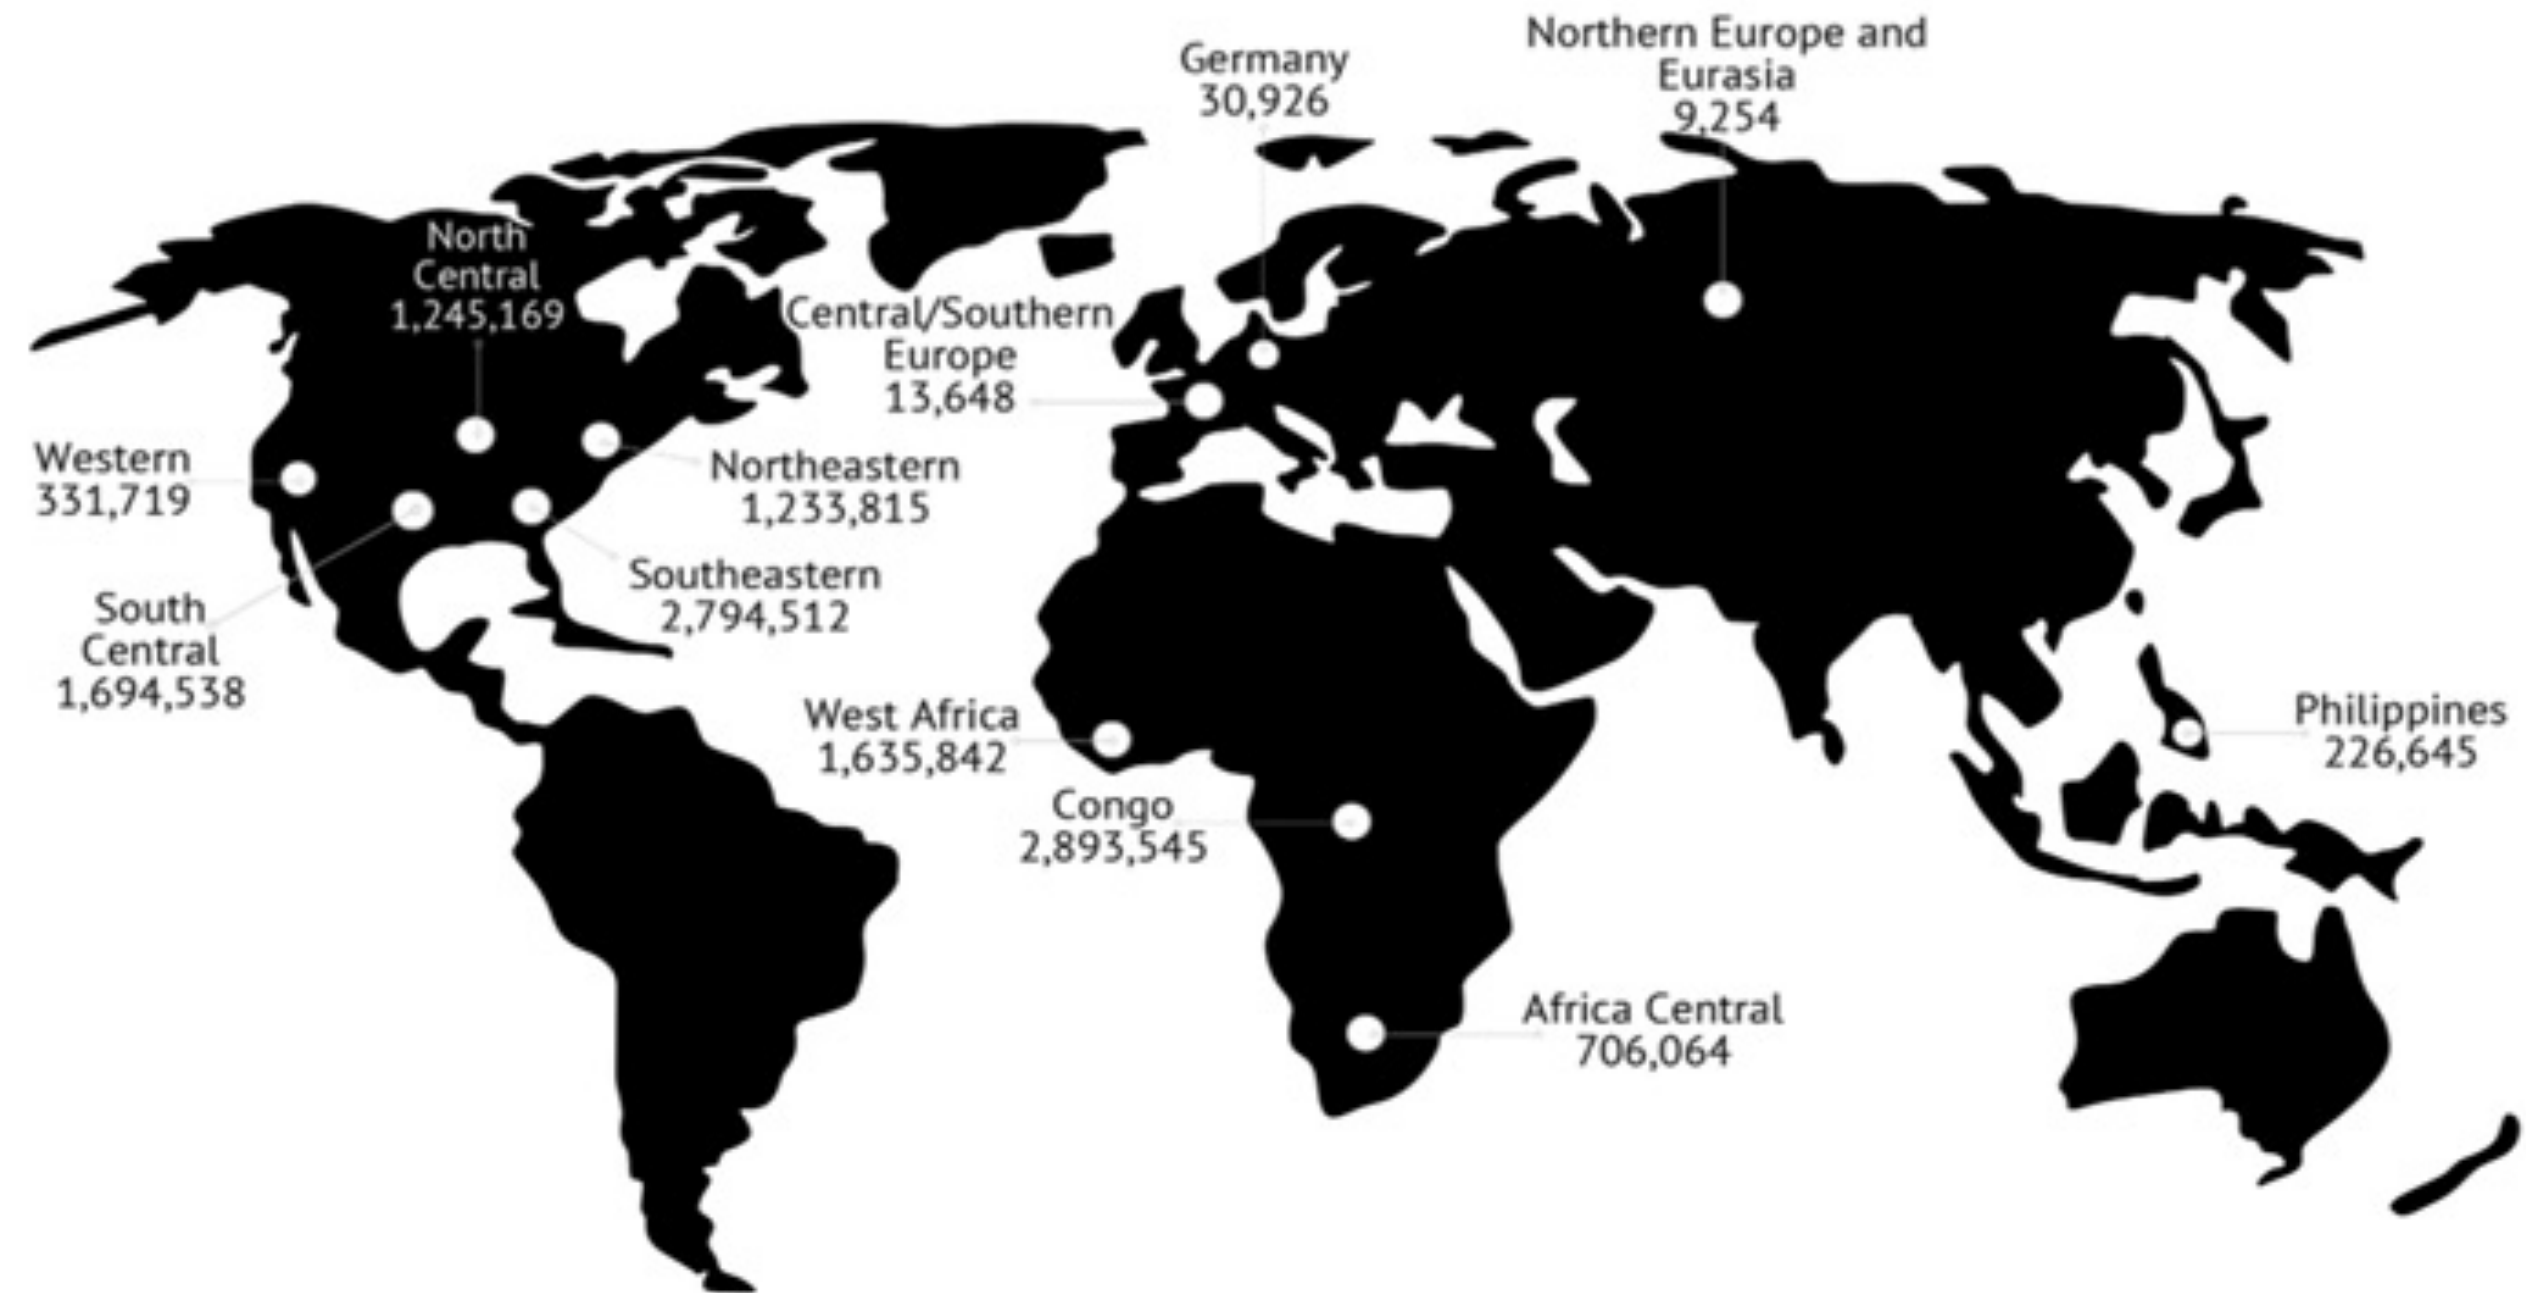 Northern Europe and
Eurasia
9,254
Germany
30,926
North
Central
1,245,169
Central/Southern
Europe
13,648
Western
331,719
Northeastern
1,233,815
Southeastern
2,794,512
South
Central
1,694,538
West Africa
1,635,842
Philippines
226,645
Congo
2,893,545
Africa Central
706,064